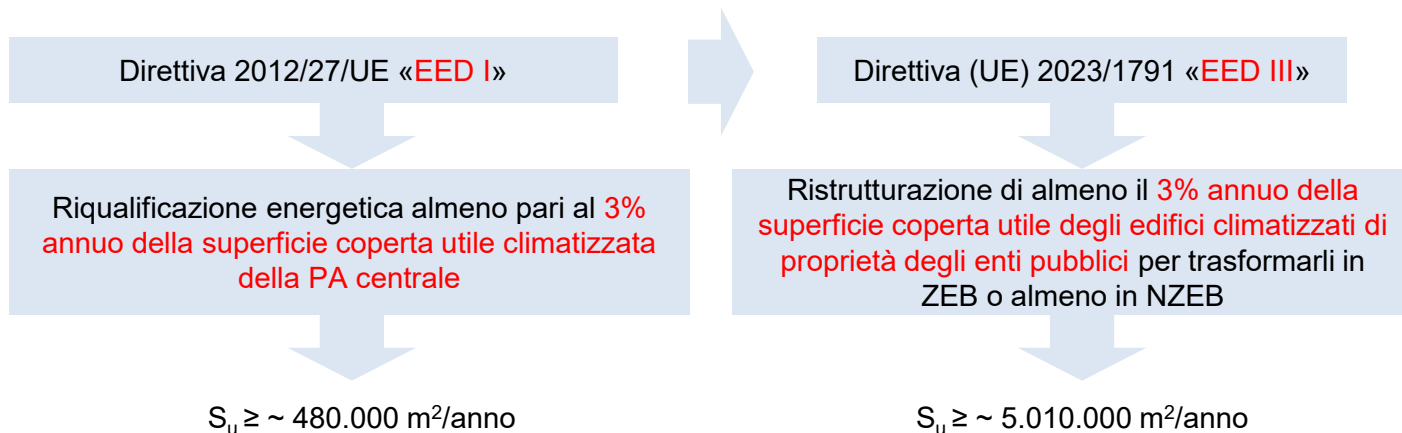 Direttiva 2012/27/UE «EED I»
Direttiva (UE) 2023/1791 «EED III»
Riqualificazione energetica almeno pari al 3%
annuo della superficie coperta utile climatizzata
della PA centrale
Ristrutturazione di almeno il 3% annuo della
superficie coperta utile degli edifici climatizzati di
proprietà degli enti pubblici per trasformarli in
ZEB o almeno in NZEB
Su ≥ ~ 480.000 m²/anno
Su ≥ ~ 5.010.000 m²/anno